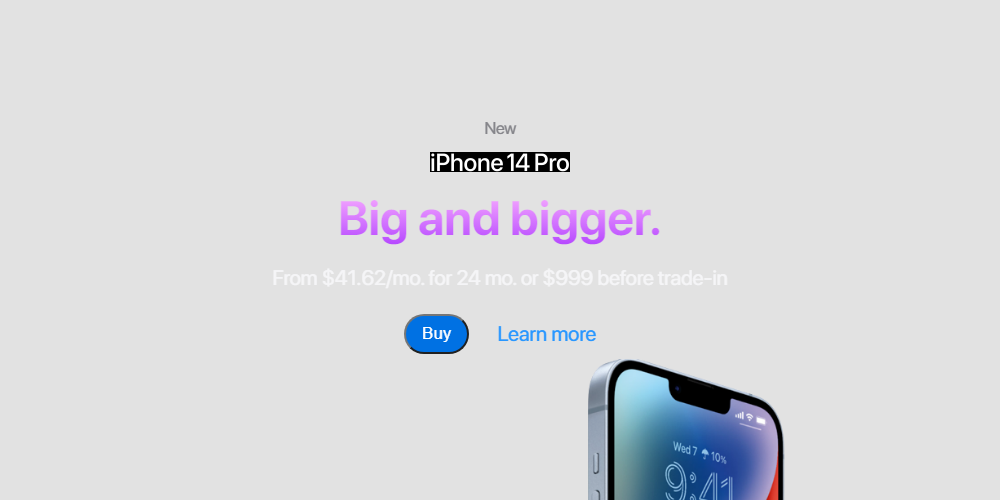 New
iPhone 14 Pro
Big and bigger.
From $41.62/mo. for 24 mo. or $999 before trade-in
Buy
Learn more
Wed 7 10%
9:41